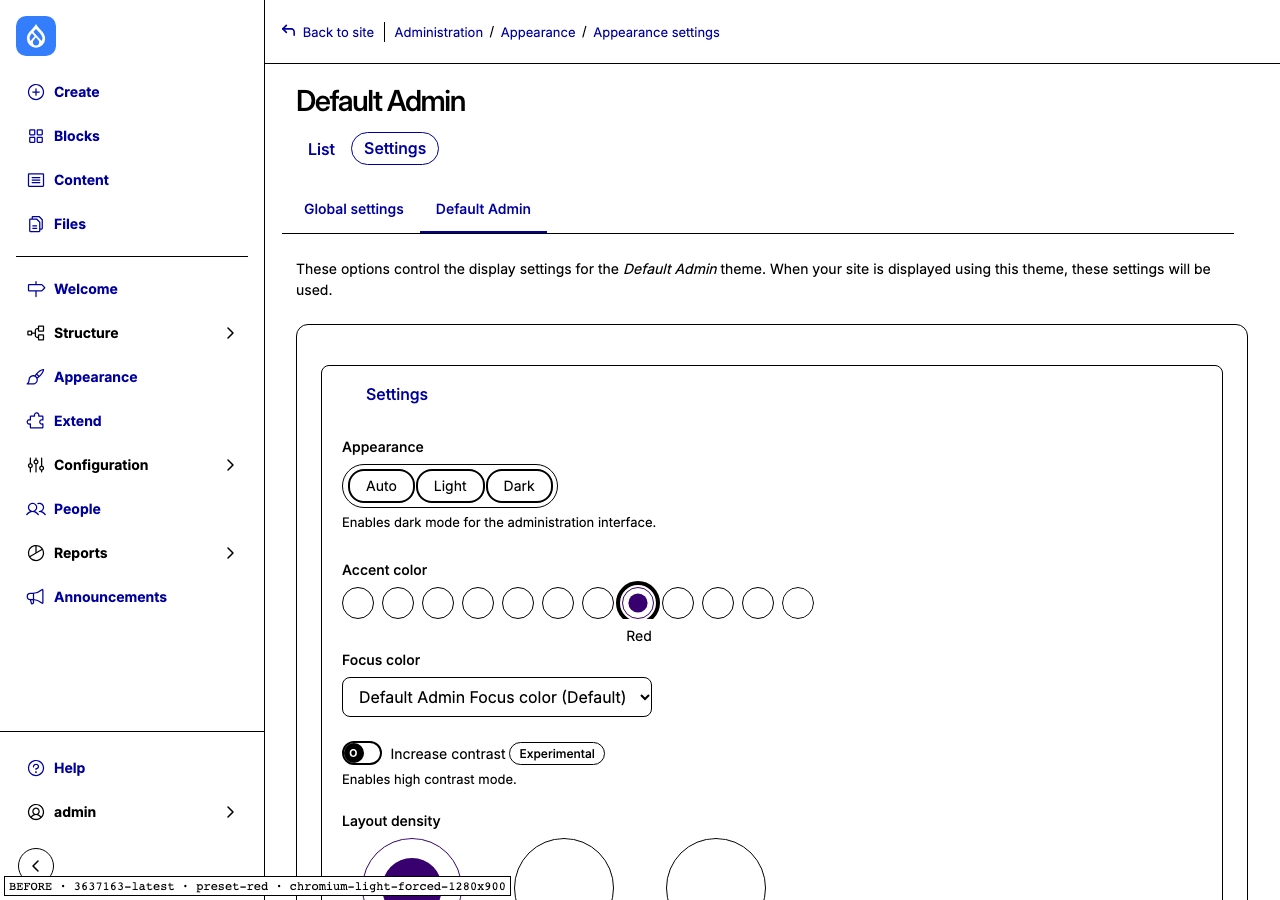 Back to site
Administration / Appearance / Appearance settings
Create
Blocks
Content
Files
Welcome
Structure
Appearance
Extend
Configuration
People
Reports
Announcements
Help
admin
Default Admin
List
Settings
Global settings
Default Admin
These options control the display settings for the Default Admin theme. When your site is displayed using this theme, these settings will be
used.
Settings
Appearance
Auto
Light
Dark
Enables dark mode for the administration interface.
Accent color
Red
Focus color
Default Admin Focus color (Default)
Increase contrast Experimental
Enables high contrast mode.
Layout density
BEFORE · 3637163-latest · preset-red · chromium-light-forced-1280x900